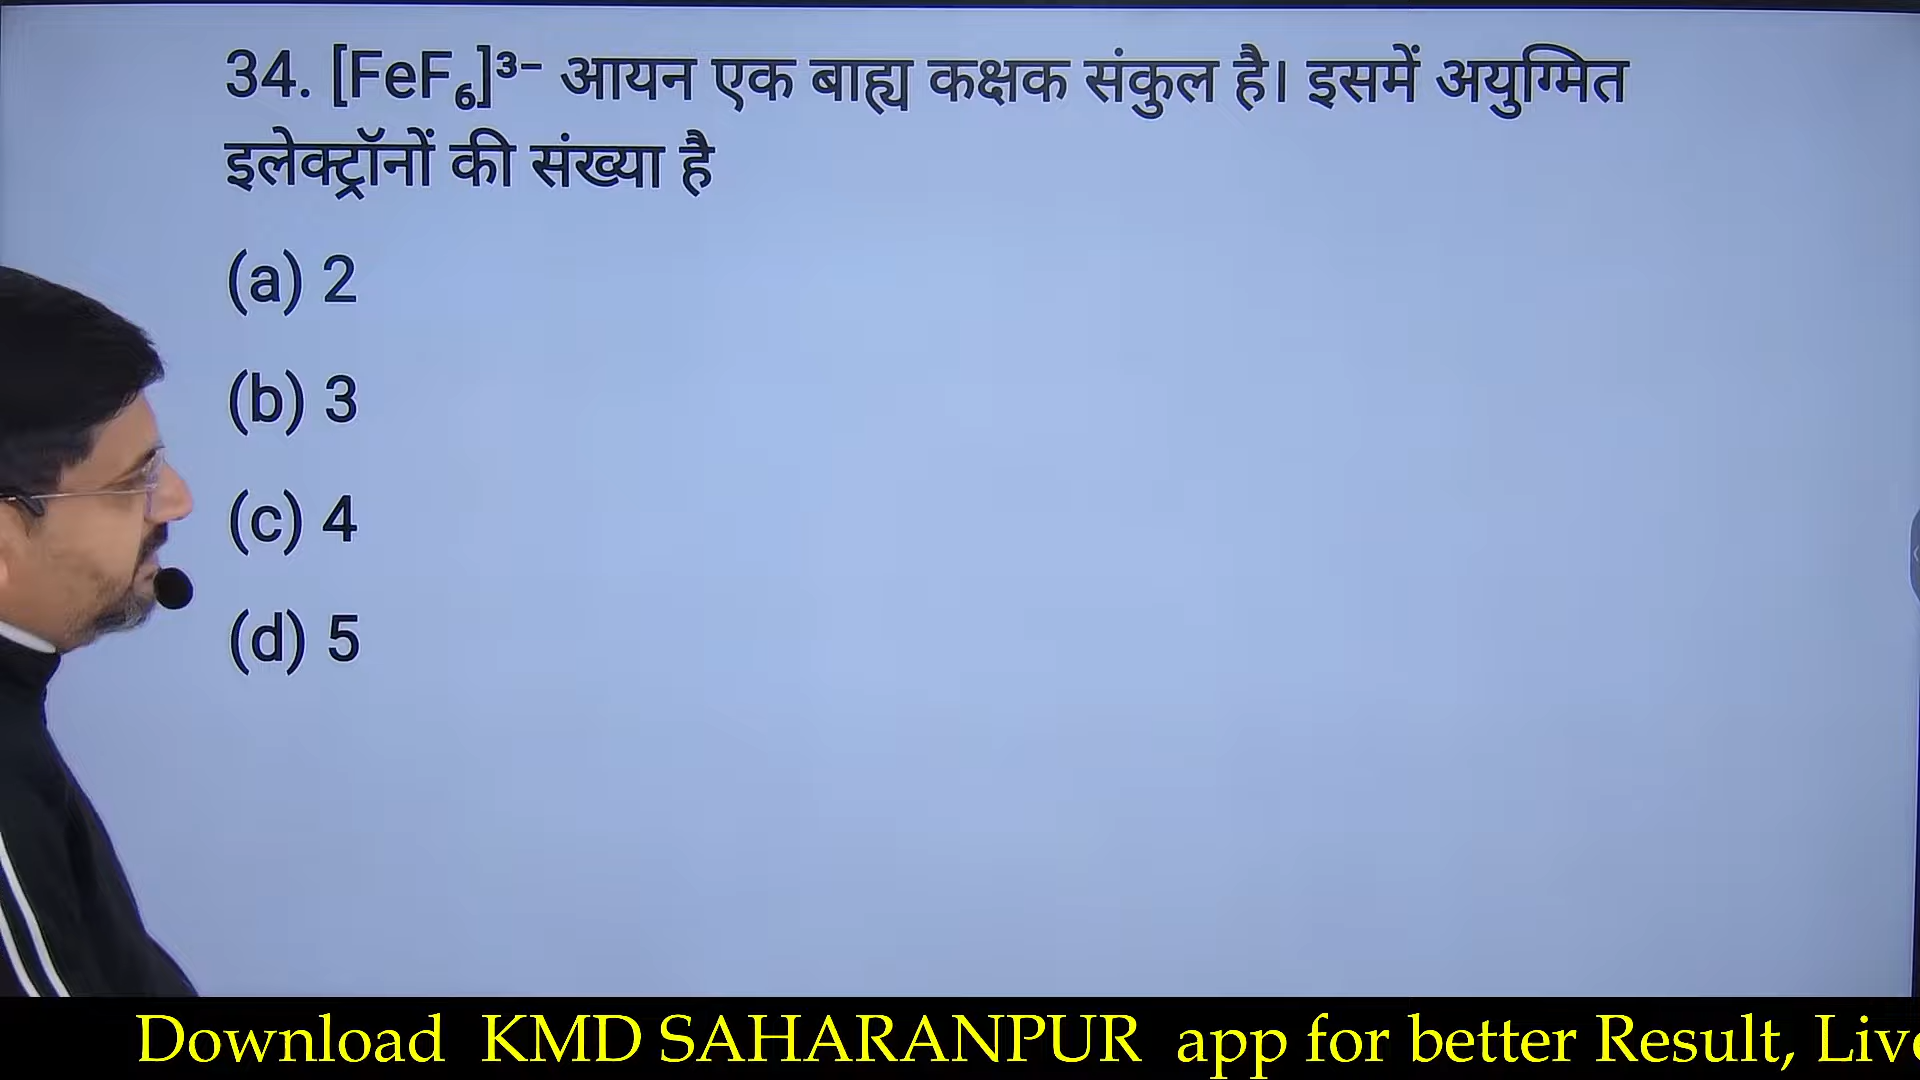 34. [FeF₆]³⁻ आयन एक बाह्य कक्षक संकुल है। इसमें अयुग्मित
इलेक्ट्रॉनों की संख्या है
(a) 2
(b) 3
(c) 4
(d) 5
Download KMD SAHARANPUR app for better Result, Live